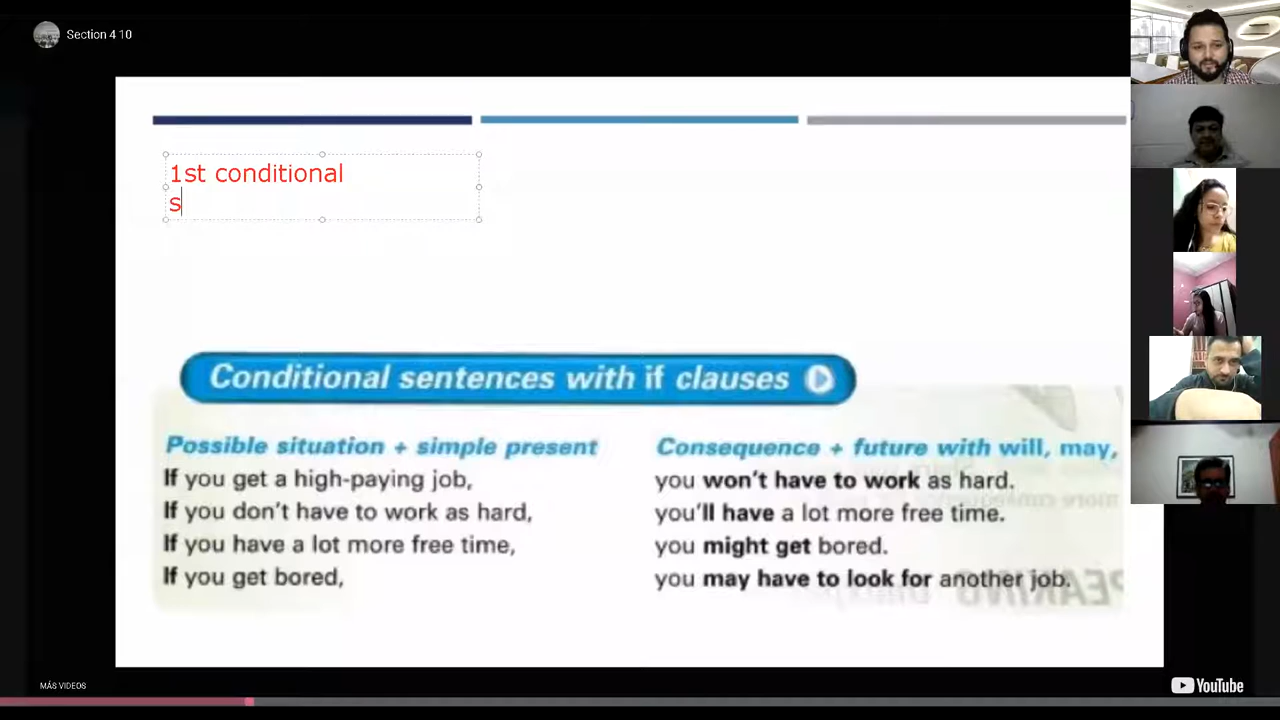 Section 4 10
1st conditional
s
Conditional sentences with if clauses
Possible situation + simple present
If you get a high-paying job,
If you don't have to work as hard,
If you have a lot more free time,
If you get bored,
Consequence + future with will, may,
you won't have to work as hard.
you'll have a lot more free time.
you might get bored.
you may have to look for another job.
MÁS VIDEOS
YouTube